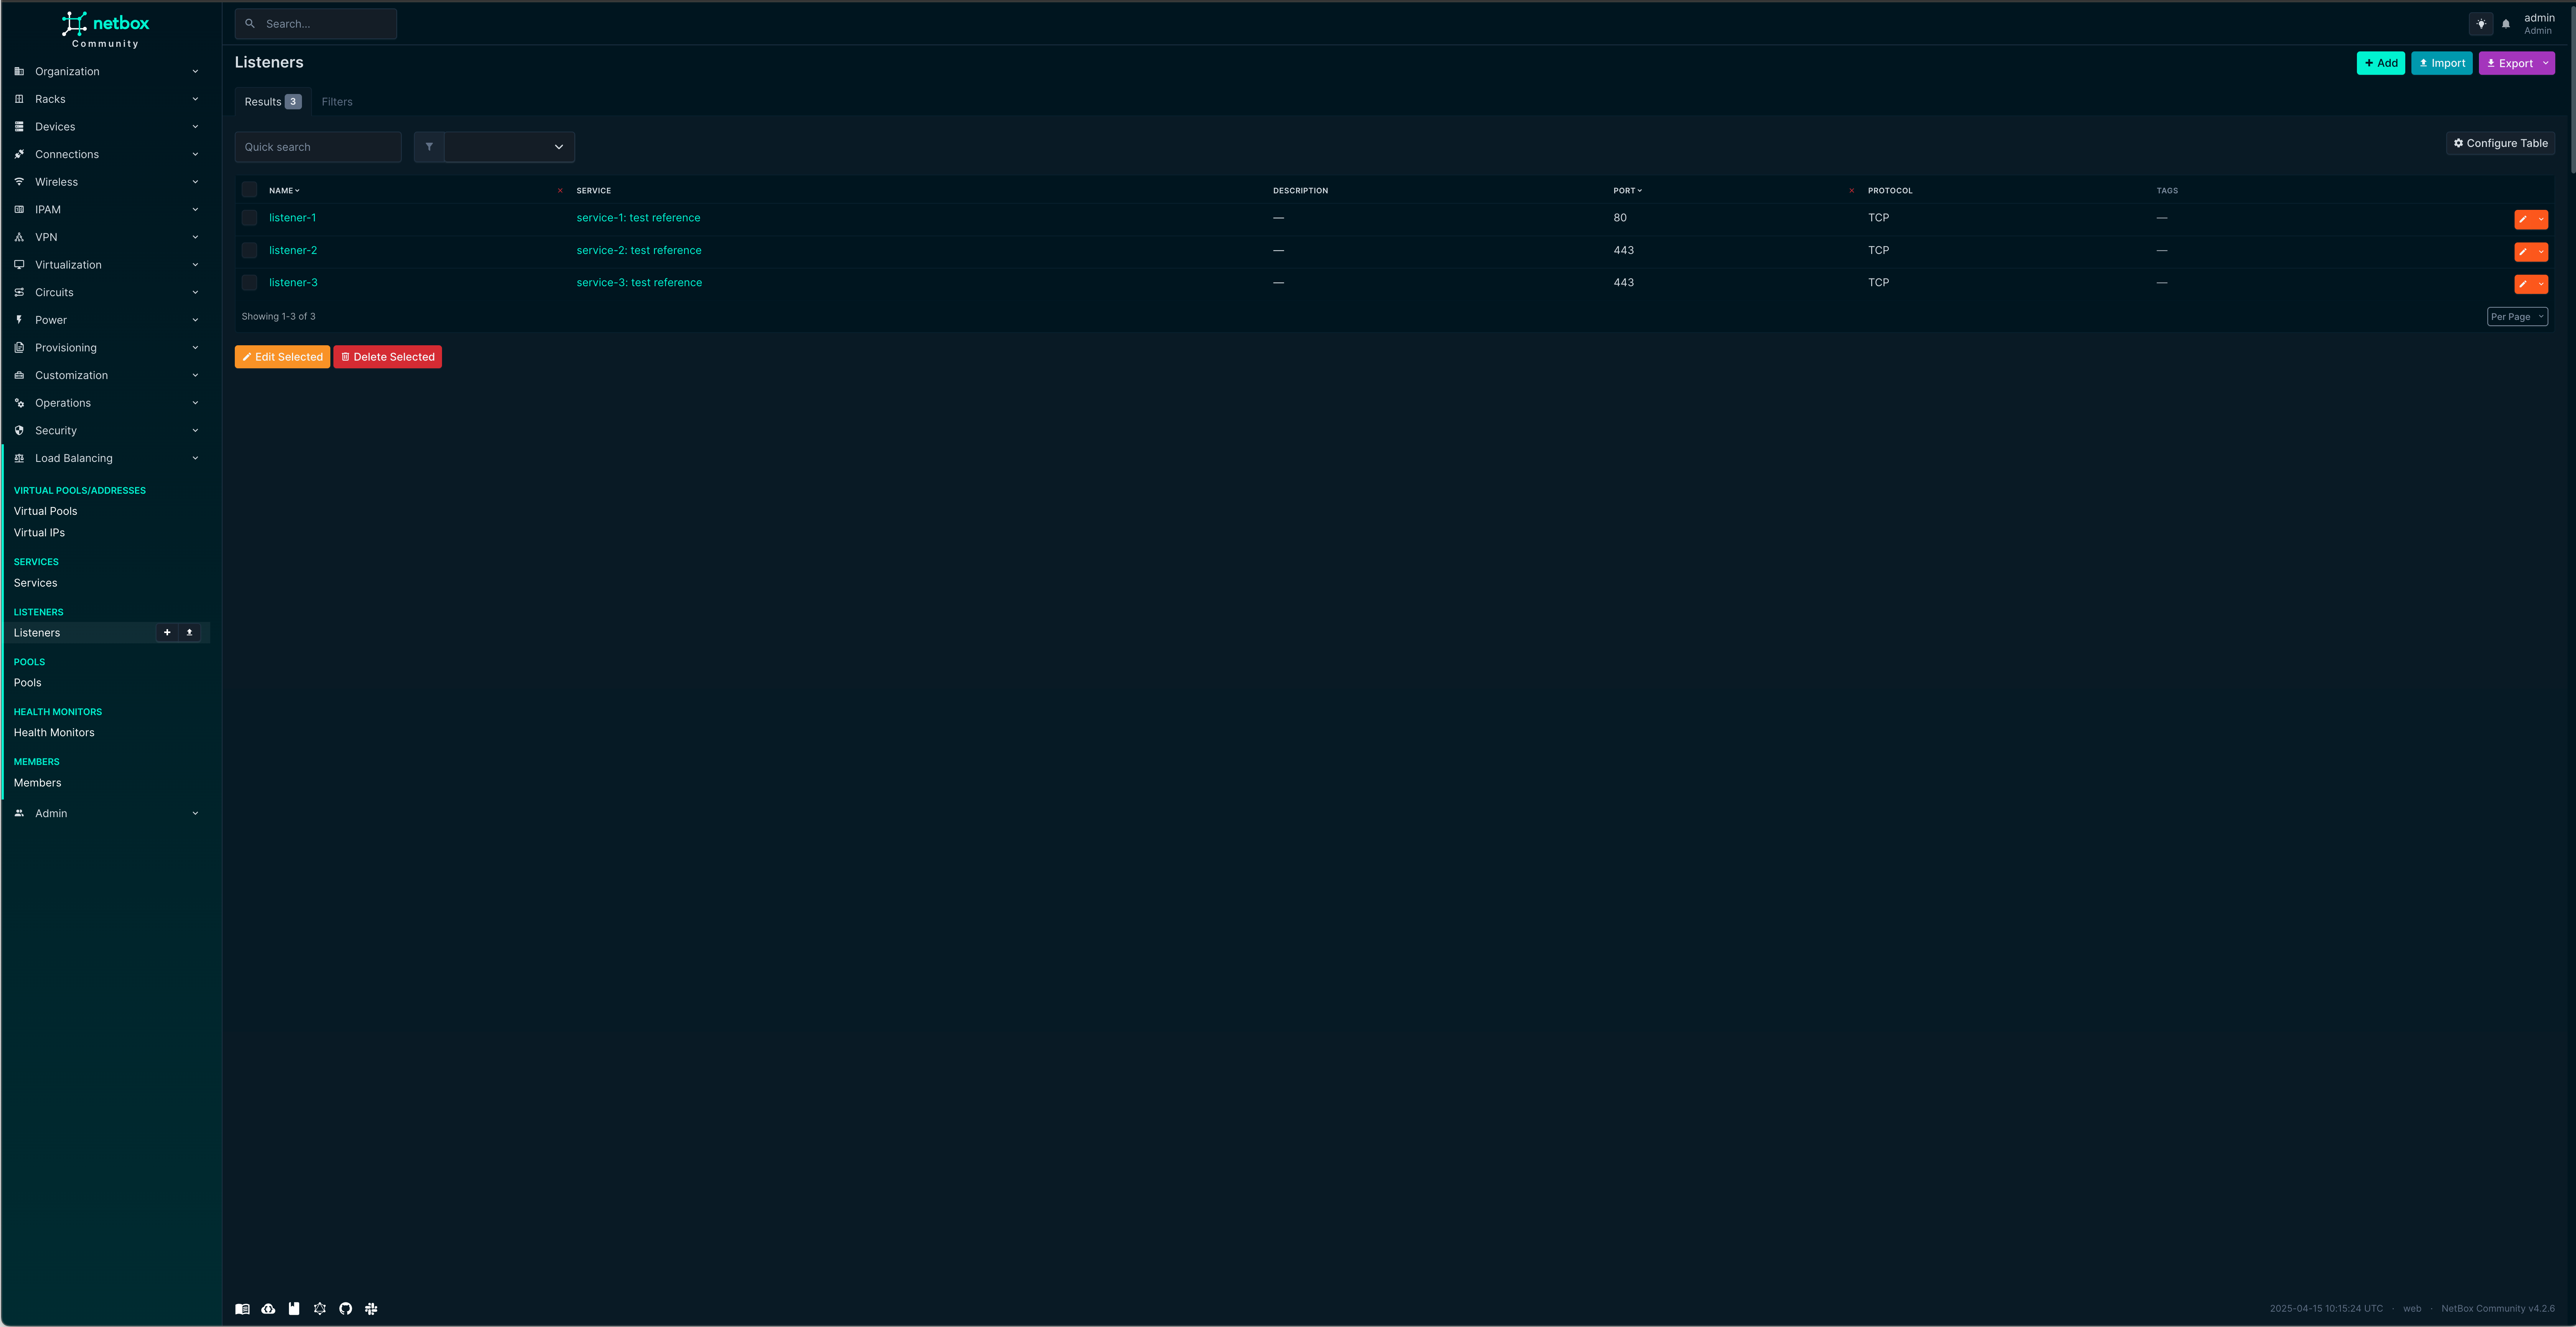 netbox
Community
Organization
Racks
Devices
Connections
Wireless
IPAM
VPN
Virtualization
Circuits
Power
Provisioning
Customization
Operations
Security
Load Balancing
VIRTUAL POOLS/ADDRESSES
Virtual Pools
Virtual IPs
SERVICES
Services
LISTENERS
Listeners
POOLS
Pools
HEALTH MONITORS
Health Monitors
MEMBERS
Members
Admin
Search...
admin
Admin
Listeners
Add Import Export
Results 3 Filters
Quick search
Configure Table
NAME SERVICE DESCRIPTION PORT PROTOCOL TAGS
listener-1 service-1: test reference — 80 TCP —
listener-2 service-2: test reference — 443 TCP —
listener-3 service-3: test reference — 443 TCP —
Showing 1-3 of 3 Per Page
Edit Selected Delete Selected
2025-04-15 10:15:24 UTC · web · NetBox Community v4.2.6